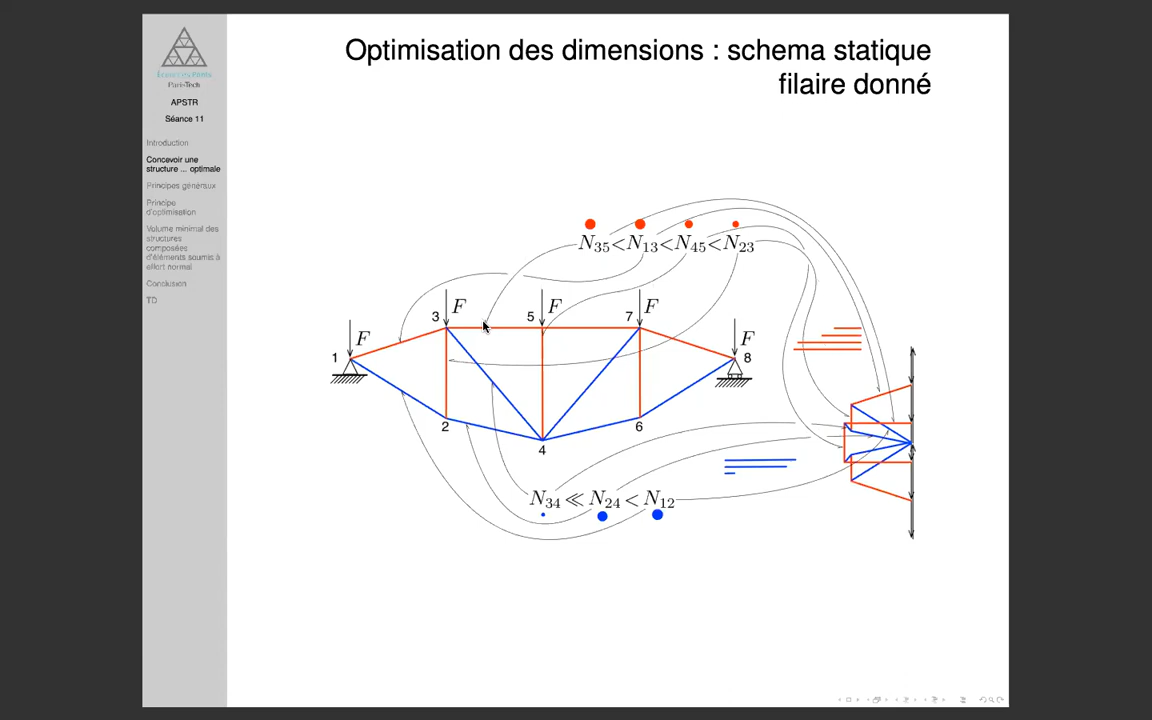 Optimisation des dimensions : schema statique
filaire donné
ParisTech
APSTR
Séance 11
Introduction
Concevoir une
structure ... optimale
Principes généraux
Principe
d'optimisation
Volume minimal des
structures
composées
d'éléments soumis à
effort normal
Conclusion
TD
N35<N13<N45<N23
F
F
F
F
F
3
5
7
1
8
2
6
4
N34 ≪ N24 < N12